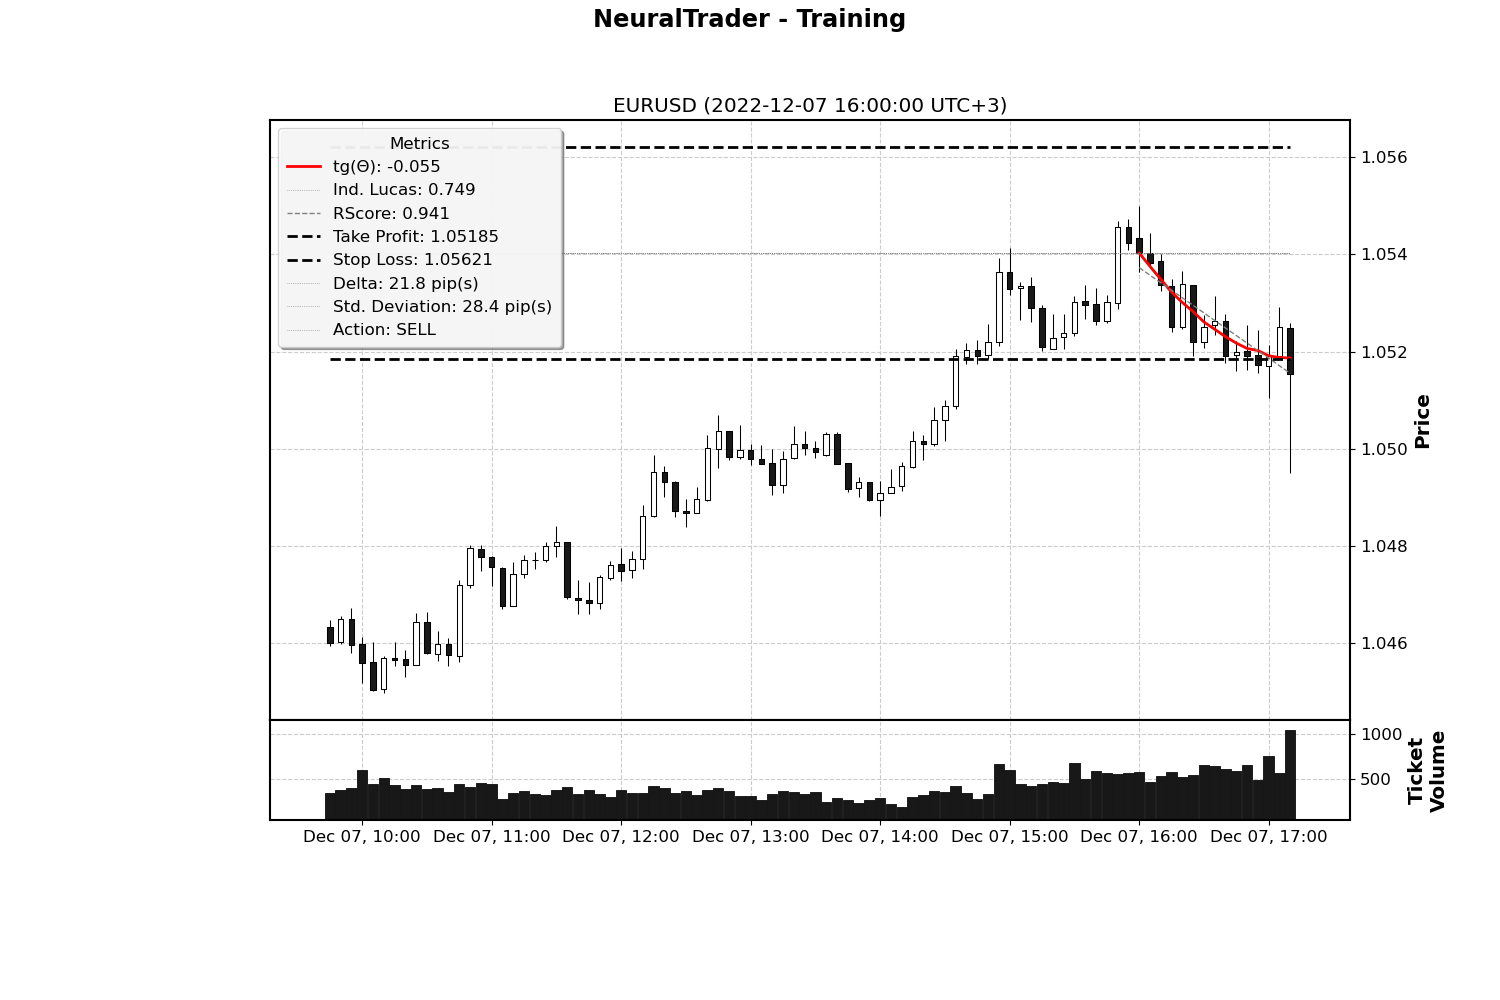 NeuralTrader - Training
EURUSD (2022-12-07 16:00:00 UTC+3)
Metrics
tg(Θ): -0.055
Ind. Lucas: 0.749
RScore: 0.941
Take Profit: 1.05185
Stop Loss: 1.05621
Delta: 21.8 pip(s)
Std. Deviation: 28.4 pip(s)
Action: SELL
1.056
1.054
1.052
1.050
1.048
1.046
Price
1000
500
Ticket
Volume
Dec 07, 10:00 Dec 07, 11:00 Dec 07, 12:00 Dec 07, 13:00 Dec 07, 14:00 Dec 07, 15:00 Dec 07, 16:00 Dec 07, 17:00